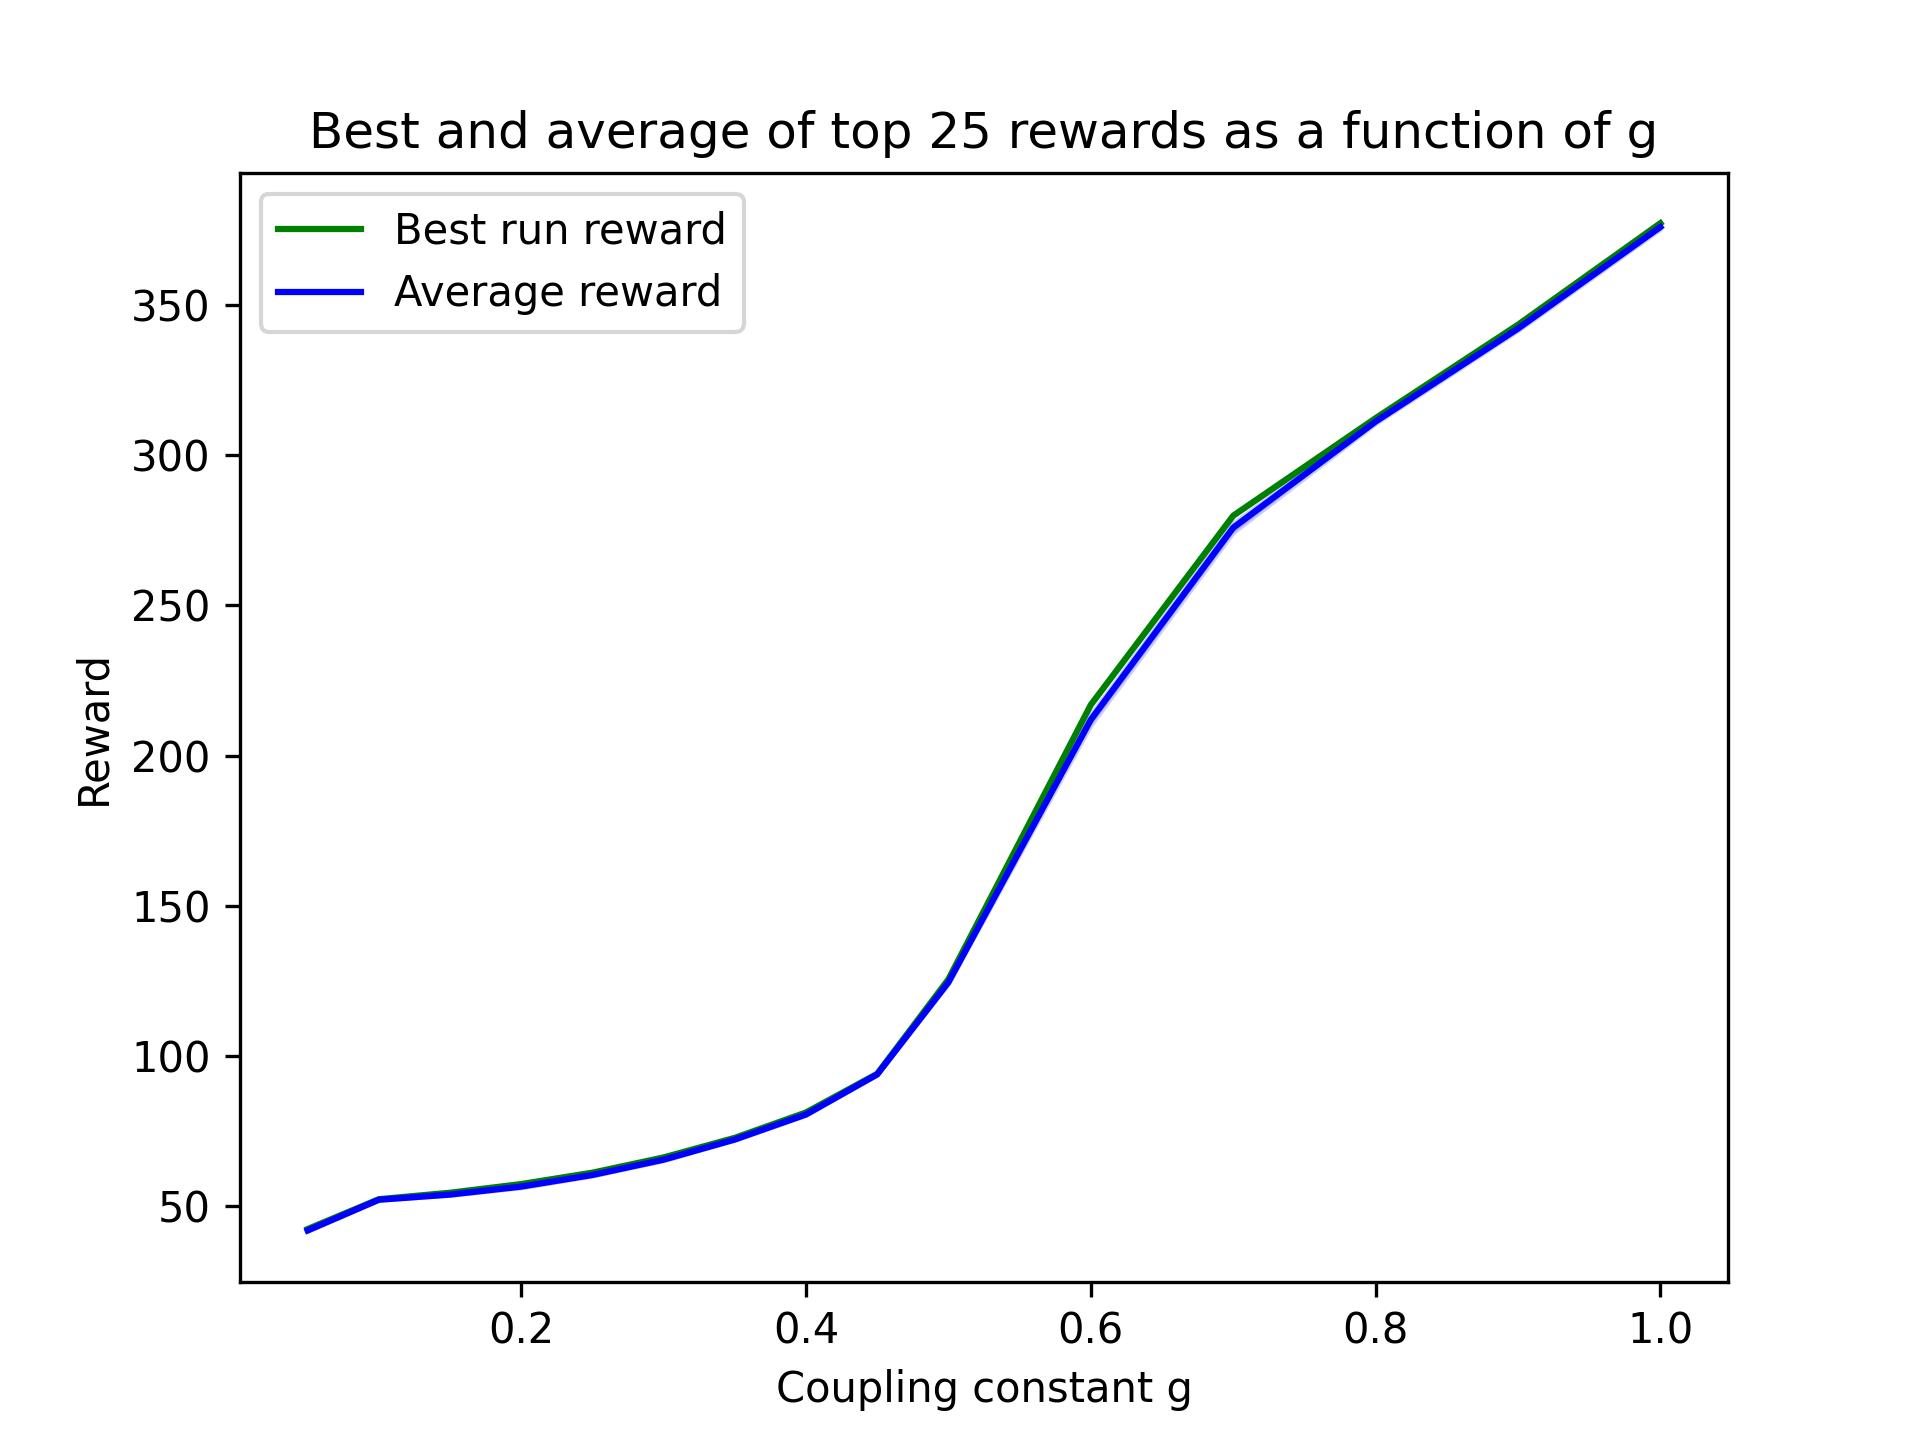 Best and average of top 25 rewards as a function of g
Best run reward
Average reward
350
300
250
200
150
100
50
Reward
0.2 0.4 0.6 0.8 1.0
Coupling constant g